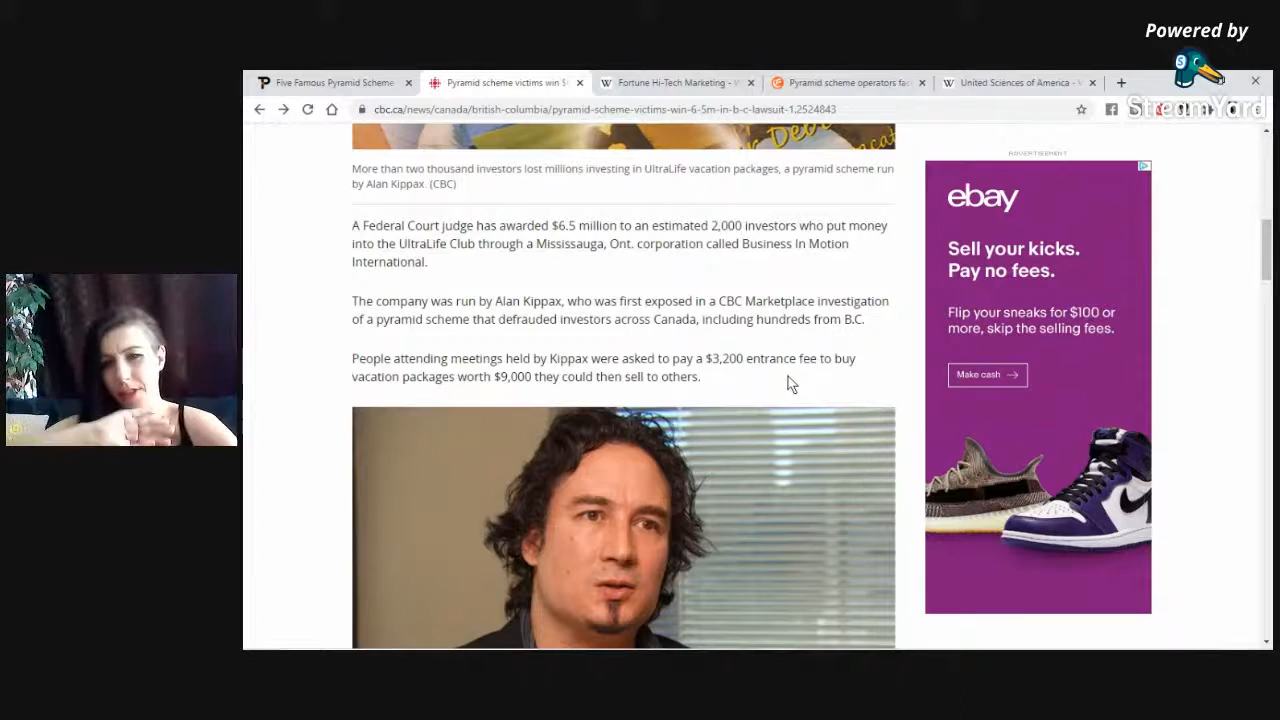 Powered by
StreamYard
Five Famous Pyramid Scheme
Pyramid scheme victims win $
Fortune Hi-Tech Marketing - W
Pyramid scheme operators fac
United Sciences of America - W
cbc.ca/news/canada/british-columbia/pyramid-scheme-victims-win-6-5m-in-b-c-lawsuit-1.2524843
More than two thousand investors lost millions investing in UltraLife vacation packages, a pyramid scheme run
by Alan Kippax. (CBC)
A Federal Court judge has awarded $6.5 million to an estimated 2,000 investors who put money
into the UltraLife Club through a Mississauga, Ont. corporation called Business In Motion
International.
The company was run by Alan Kippax, who was first exposed in a CBC Marketplace investigation
of a pyramid scheme that defrauded investors across Canada, including hundreds from B.C.
People attending meetings held by Kippax were asked to pay a $3,200 entrance fee to buy
vacation packages worth $9,000 they could then sell to others.
ADVERTISEMENT
ebay
Sell your kicks.
Pay no fees.
Flip your sneaks for $100 or
more, skip the selling fees.
Make cash →